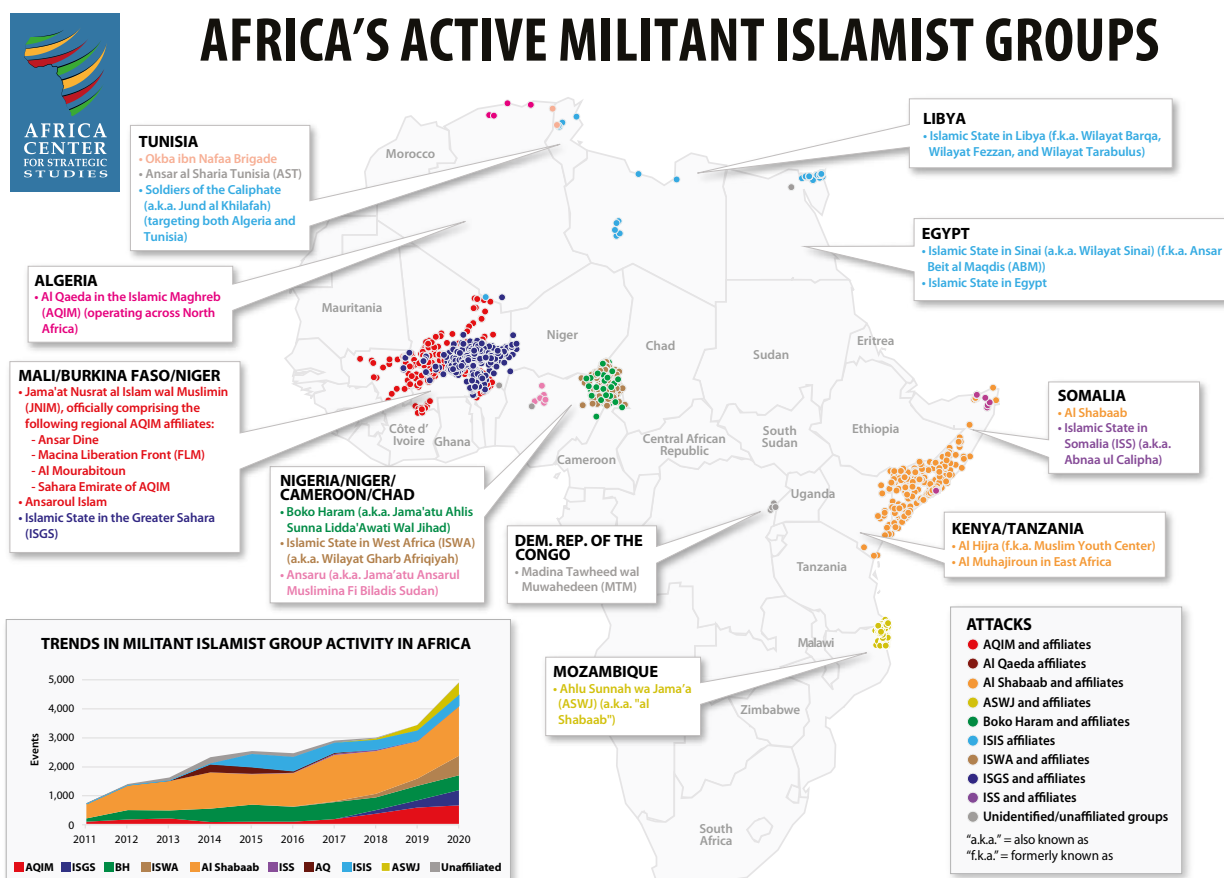 AFRICA'S ACTIVE MILITANT ISLAMIST GROUPS
AFRICA
CENTER
FOR STRATEGIC
STUDIES
TUNISIA
• Okba ibn Nafaa Brigade
• Ansar al Sharia Tunisia (AST)
• Soldiers of the Caliphate
(a.k.a. Jund al Khilafah)
(targeting both Algeria and
Tunisia)
ALGERIA
• Al Qaeda in the Islamic Maghreb
(AQIM) (operating across North
Africa)
MALI/BURKINA FASO/NIGER
• Jama'at Nusrat al Islam wal Muslimin
(JNIM), officially comprising the
following regional AQIM affiliates:
- Ansar Dine
- Macina Liberation Front (FLM)
- Al Mourabitoun
- Sahara Emirate of AQIM
• Ansaroul Islam
• Islamic State in the Greater Sahara
(ISGS)
NIGERIA/NIGER/
CAMEROON/CHAD
• Boko Haram (a.k.a. Jama'atu Ahlis
Sunna Lidda'Awati Wal Jihad)
• Islamic State in West Africa (ISWA)
(a.k.a. Wilayat Gharb Afriqiyah)
• Ansaru (a.k.a. Jama'atu Ansarul
Muslimina Fi Biladis Sudan)
DEM. REP. OF THE
CONGO
• Madina Tawheed wal
Muwahedeen (MTM)
MOZAMBIQUE
• Ahlu Sunnah wa Jama'a
(ASWJ) (a.k.a. "al
Shabaab")
LIBYA
• Islamic State in Libya (f.k.a. Wilayat Barqa,
Wilayat Fezzan, and Wilayat Tarabulus)
EGYPT
• Islamic State in Sinai (a.k.a. Wilayat Sinai) (f.k.a. Ansar
Beit al Maqdis (ABM))
• Islamic State in Egypt
SOMALIA
• Al Shabaab
• Islamic State in
Somalia (ISS) (a.k.a.
Abnaa ul Calipha)
KENYA/TANZANIA
• Al Hijra (f.k.a. Muslim Youth Center)
• Al Muhajiroun in East Africa
Morocco
Mauritania
Niger
Chad
Sudan
Eritrea
Côte d'
Ivoire
Ghana
Cameroon
Central African
Republic
South
Sudan
Ethiopia
Uganda
Tanzania
Malawi
Zimbabwe
South
Africa
ATTACKS
AQIM and affiliates
Al Qaeda affiliates
Al Shabaab and affiliates
ASWJ and affiliates
Boko Haram and affiliates
ISIS affiliates
ISWA and affiliates
ISGS and affiliates
ISS and affiliates
Unidentified/unaffiliated groups
"a.k.a." = also known as
"f.k.a." = formerly known as
TRENDS IN MILITANT ISLAMIST GROUP ACTIVITY IN AFRICA
Events
5,000
4,000
3,000
2,000
1,000
0
2011 2012 2013 2014 2015 2016 2017 2018 2019 2020
AQIM ISGS BH ISWA Al Shabaab ISS AQ ISIS ASWJ Unaffiliated